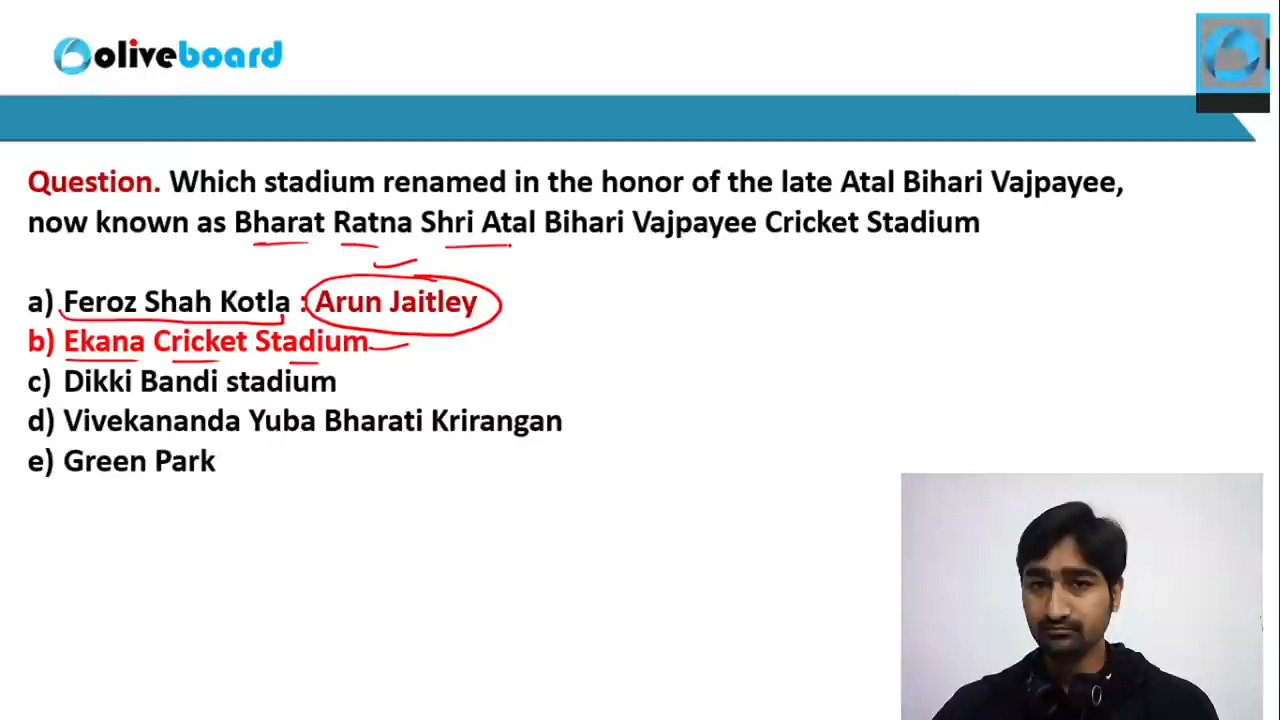 oliveboard
Question. Which stadium renamed in the honor of the late Atal Bihari Vajpayee,
now known as Bharat Ratna Shri Atal Bihari Vajpayee Cricket Stadium
a) Feroz Shah Kotla : Arun Jaitley
b) Ekana Cricket Stadium
c) Dikki Bandi stadium
d) Vivekananda Yuba Bharati Krirangan
e) Green Park